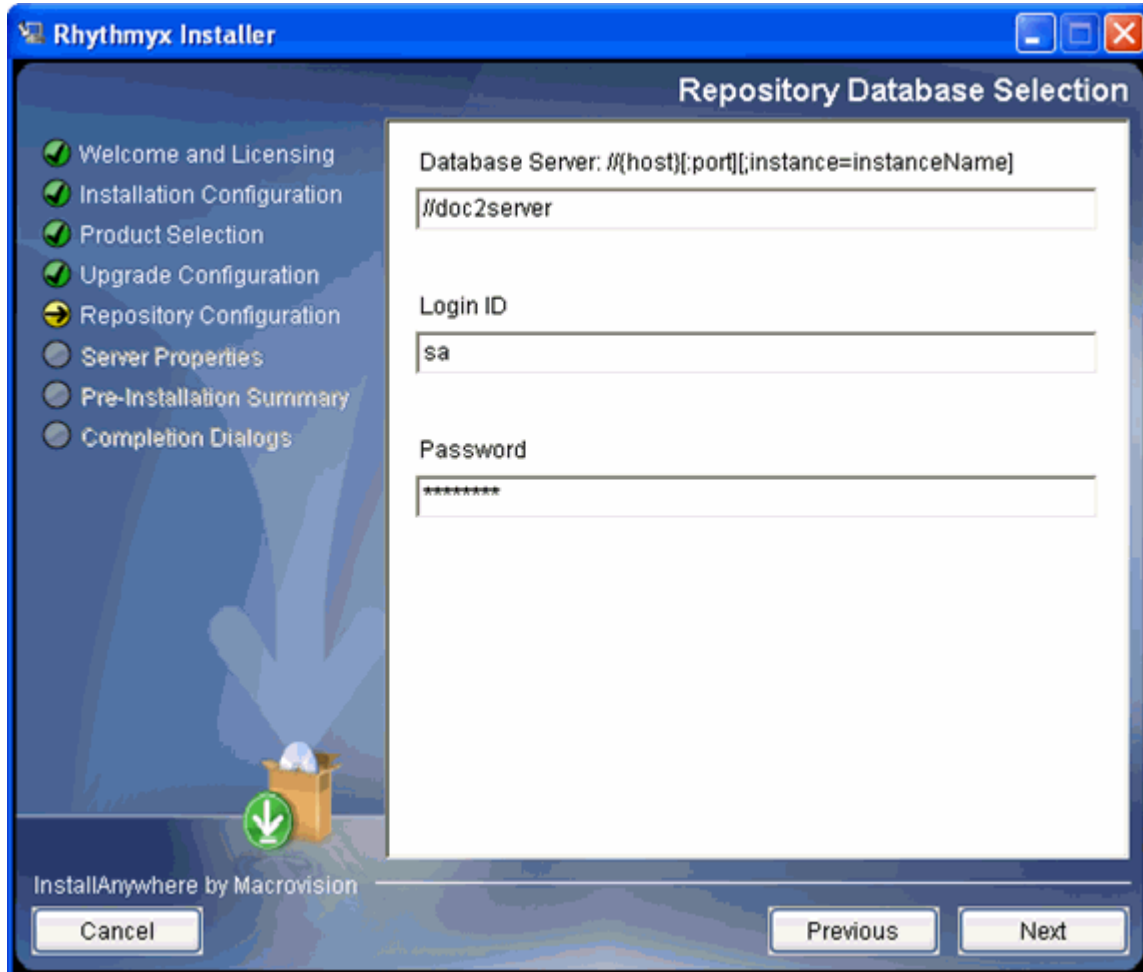 Rhythmyx Installer
Repository Database Selection
Welcome and Licensing
Installation Configuration
Product Selection
Upgrade Configuration
Repository Configuration
Server Properties
Pre-Installation Summary
Completion Dialogs
Database Server: //{host}[:port][;instance=instanceName]
//doc2server
Login ID
sa
Password
********
InstallAnywhere by Macrovision
Cancel
Previous
Next